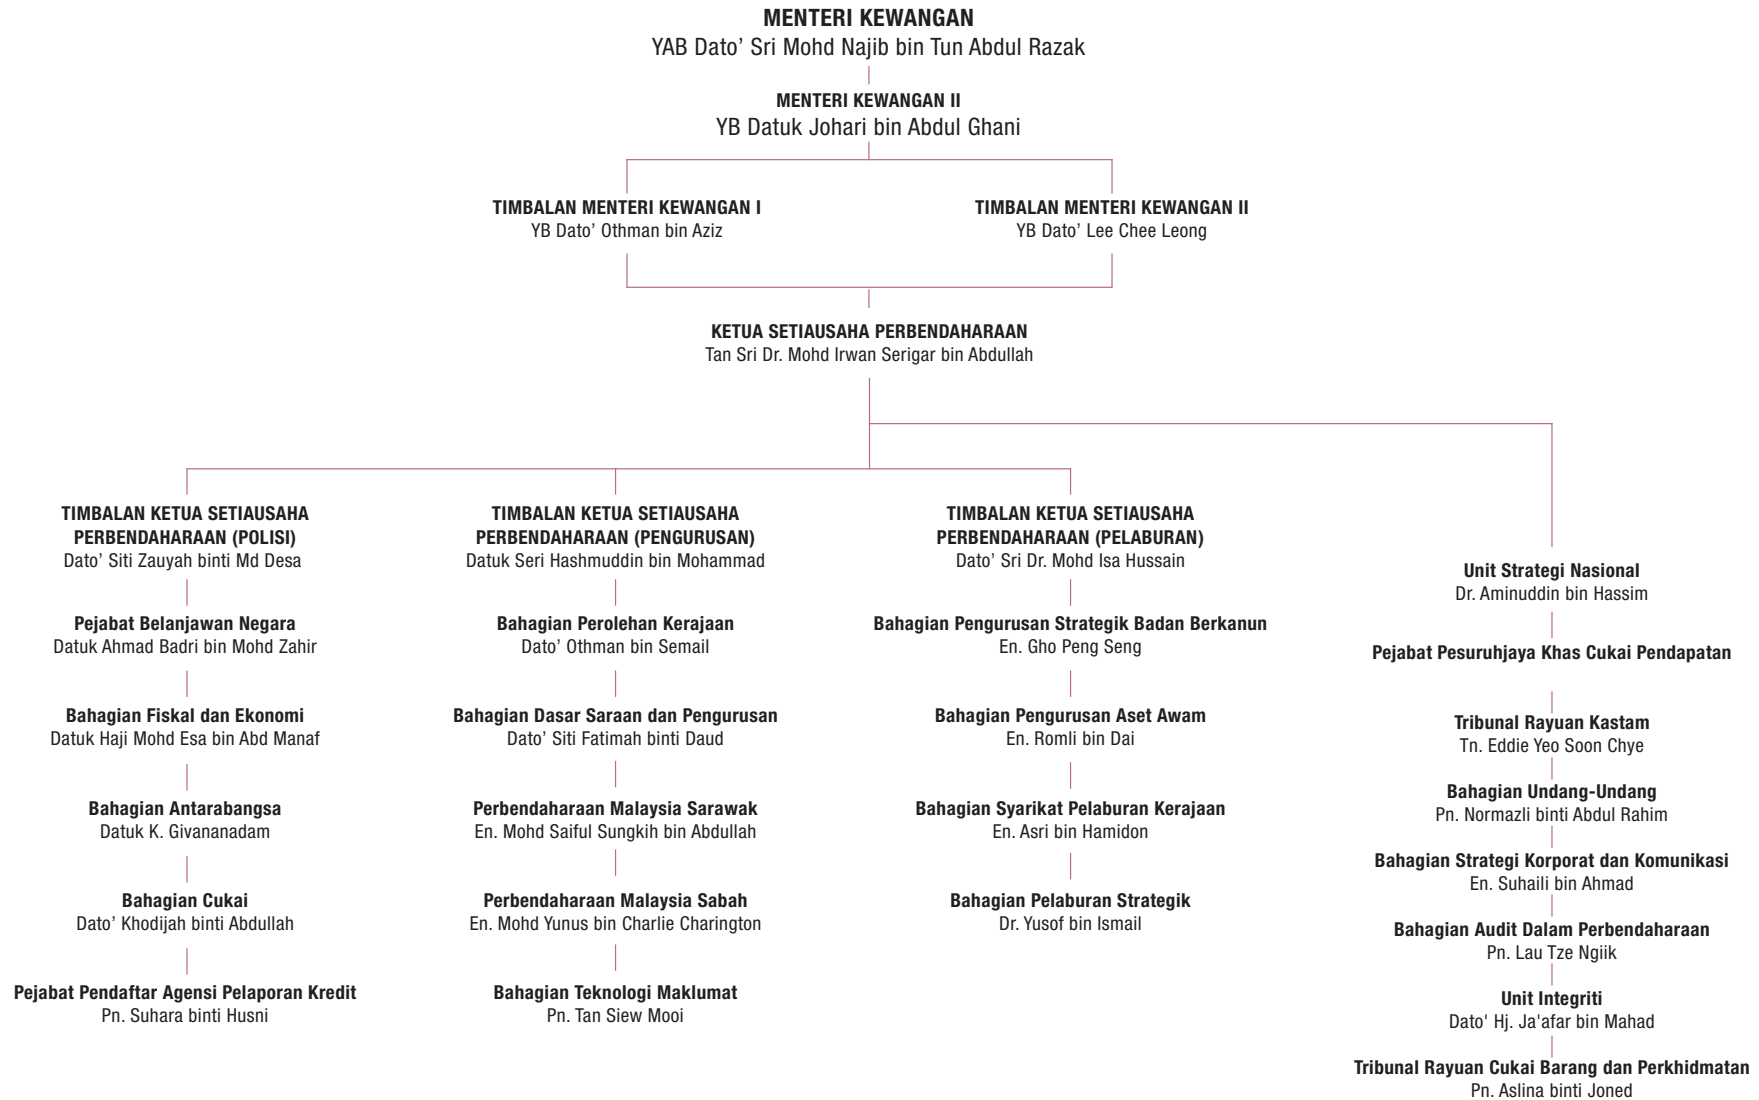 MENTERI KEWANGAN
YAB Dato’ Sri Mohd Najib bin Tun Abdul Razak
MENTERI KEWANGAN II
YB Datuk Johari bin Abdul Ghani
TIMBALAN MENTERI KEWANGAN I
YB Dato’ Othman bin Aziz
TIMBALAN MENTERI KEWANGAN II
YB Dato’ Lee Chee Leong
KETUA SETIAUSAHA PERBENDAHARAAN
Tan Sri Dr. Mohd Irwan Serigar bin Abdullah
TIMBALAN KETUA SETIAUSAHA
PERBENDAHARAAN (POLISI)
Dato’ Siti Zauyah binti Md Desa
Pejabat Belanjawan Negara
Datuk Ahmad Badri bin Mohd Zahir
Bahagian Fiskal dan Ekonomi
Datuk Haji Mohd Esa bin Abd Manaf
Bahagian Antarabangsa
Datuk K. Givananadam
Bahagian Cukai
Dato’ Khodijah binti Abdullah
Pejabat Pendaftar Agensi Pelaporan Kredit
Pn. Suhara binti Husni
TIMBALAN KETUA SETIAUSAHA
PERBENDAHARAAN (PENGURUSAN)
Datuk Seri Hashmuddin bin Mohammad
Bahagian Perolehan Kerajaan
Dato’ Othman bin Semail
Bahagian Dasar Saraan dan Pengurusan
Dato’ Siti Fatimah binti Daud
Perbendaharaan Malaysia Sarawak
En. Mohd Saiful Sungkih bin Abdullah
Perbendaharaan Malaysia Sabah
En. Mohd Yunus bin Charlie Charington
Bahagian Teknologi Maklumat
Pn. Tan Siew Mooi
TIMBALAN KETUA SETIAUSAHA
PERBENDAHARAAN (PELABURAN)
Dato’ Sri Dr. Mohd Isa Hussain
Bahagian Pengurusan Strategik Badan Berkanun
En. Gho Peng Seng
Bahagian Pengurusan Aset Awam
En. Romli bin Dai
Bahagian Syarikat Pelaburan Kerajaan
En. Asri bin Hamidon
Bahagian Pelaburan Strategik
Dr. Yusof bin Ismail
Unit Strategi Nasional
Dr. Aminuddin bin Hassim
Pejabat Pesuruhjaya Khas Cukai Pendapatan
Tribunal Rayuan Kastam
Tn. Eddie Yeo Soon Chye
Bahagian Undang-Undang
Pn. Normazli binti Abdul Rahim
Bahagian Strategi Korporat dan Komunikasi
En. Suhaili bin Ahmad
Bahagian Audit Dalam Perbendaharaan
Pn. Lau Tze Ngiik
Unit Integriti
Dato' Hj. Ja'afar bin Mahad
Tribunal Rayuan Cukai Barang dan Perkhidmatan
Pn. Aslina binti Joned